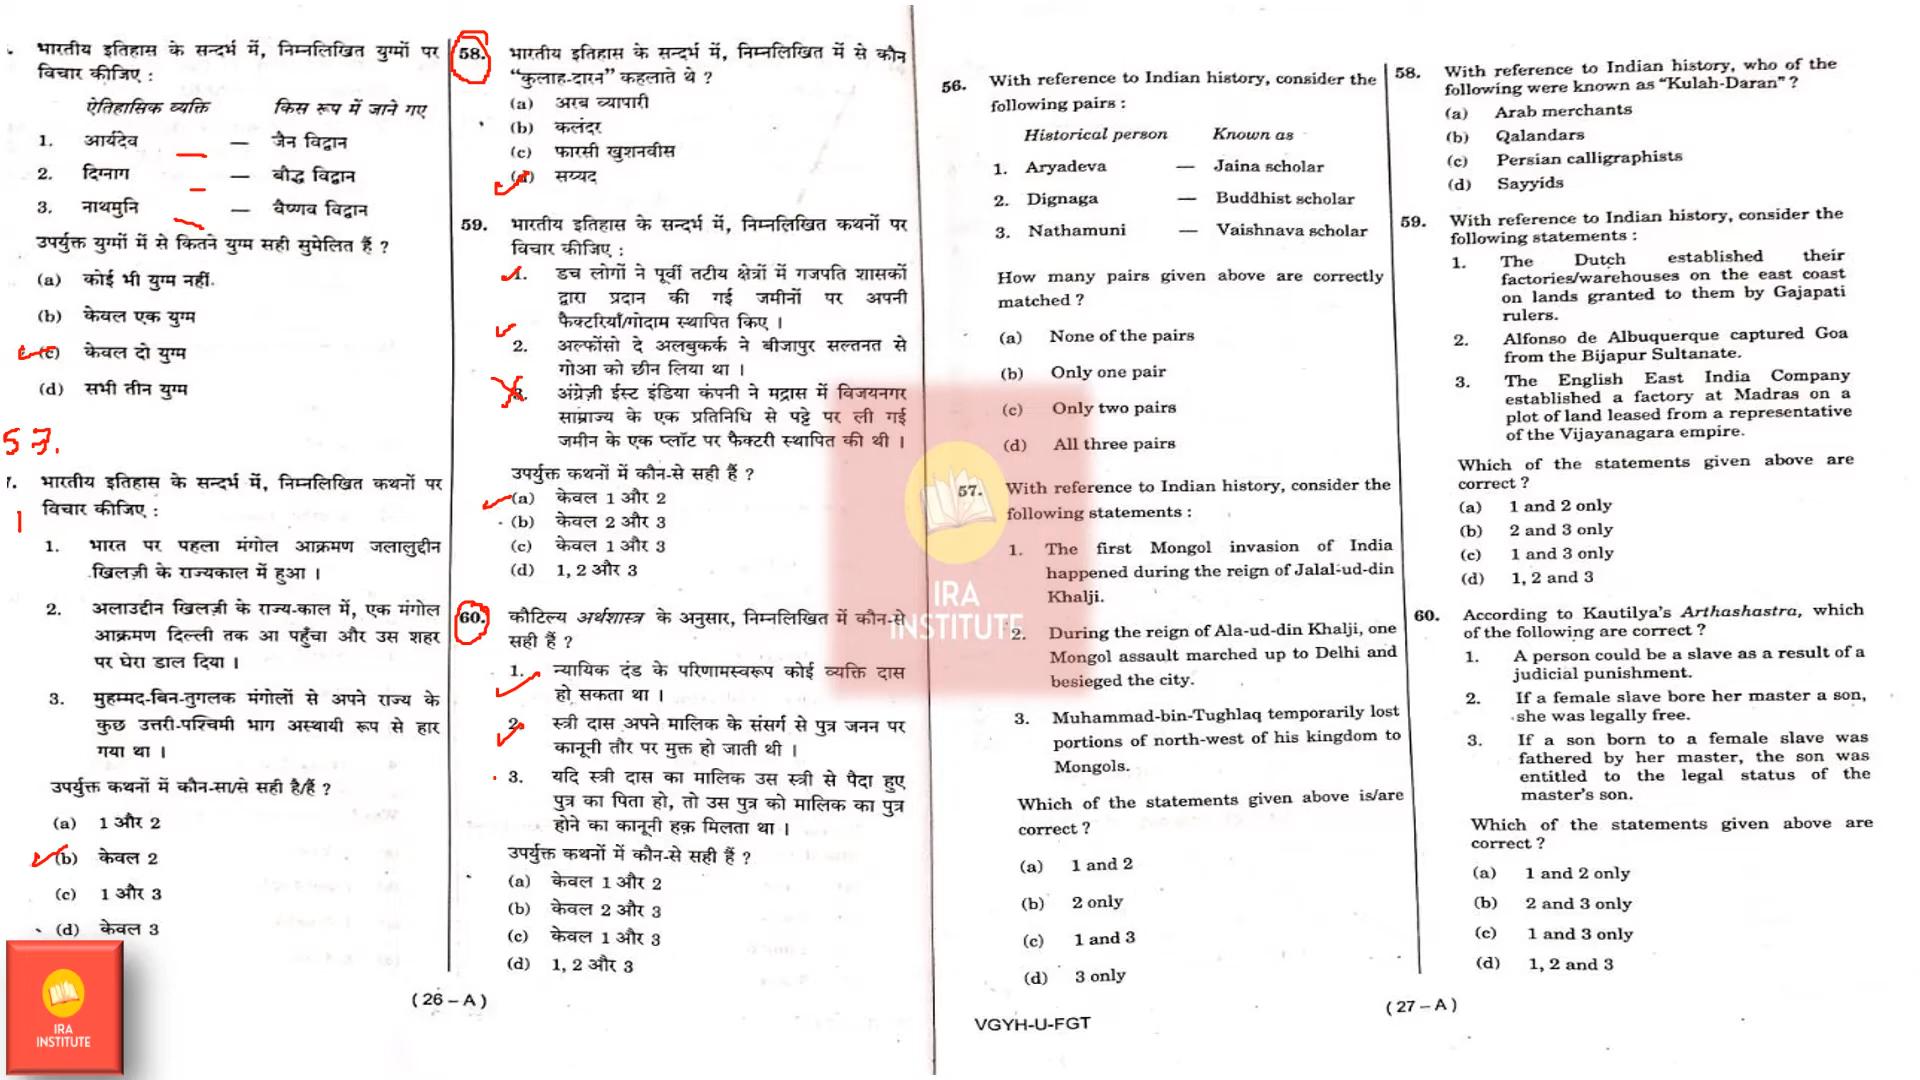 भारतीय इतिहास के सन्दर्भ में, निम्नलिखित युग्मों पर
विचार कीजिए :
ऐतिहासिक व्यक्ति किस रूप में जाने गए
1. आर्यदेव — जैन विद्वान
2. दिग्नाग — बौद्ध विद्वान
3. नाथमुनि — वैष्णव विद्वान
उपर्युक्त युग्मों में से कितने युग्म सही सुमेलित हैं ?
(a) कोई भी युग्म नहीं
(b) केवल एक युग्म
(c) केवल दो युग्म
(d) सभी तीन युग्म
57.
भारतीय इतिहास के सन्दर्भ में, निम्नलिखित कथनों पर
विचार कीजिए :
1. भारत पर पहला मंगोल आक्रमण जलालुद्दीन
खिलज़ी के राज्यकाल में हुआ ।
2. अलाउद्दीन खिलज़ी के राज्य-काल में, एक मंगोल
आक्रमण दिल्ली तक आ पहुँचा और उस शहर
पर घेरा डाल दिया ।
3. मुहम्मद-बिन-तुगलक मंगोलों से अपने राज्य के
कुछ उत्तरी-पश्चिमी भाग अस्थायी रूप से हार
गया था ।
उपर्युक्त कथनों में कौन-सा/से सही है/हैं ?
(a) 1 और 2
(b) केवल 2
(c) 1 और 3
(d) केवल 3
58. भारतीय इतिहास के सन्दर्भ में, निम्नलिखित में से कौन
“कुलाह-दारन” कहलाते थे ?
(a) अरब व्यापारी
(b) कलंदर
(c) फारसी खुशनवीस
(d) सय्यद
59. भारतीय इतिहास के सन्दर्भ में, निम्नलिखित कथनों पर
विचार कीजिए :
1. डच लोगों ने पूर्वी तटीय क्षेत्रों में गजपति शासकों
द्वारा प्रदान की गई जमीनों पर अपनी
फैक्टरियाँ/गोदाम स्थापित किए ।
2. अल्फोंसो दे अलबुकर्क ने बीजापुर सल्तनत से
गोआ को छीन लिया था ।
3. अंग्रेज़ी ईस्ट इंडिया कंपनी ने मद्रास में विजयनगर
साम्राज्य के एक प्रतिनिधि से पट्टे पर ली गई
जमीन के एक प्लॉट पर फैक्टरी स्थापित की थी ।
उपर्युक्त कथनों में कौन-से सही हैं ?
(a) केवल 1 और 2
(b) केवल 2 और 3
(c) केवल 1 और 3
(d) 1, 2 और 3
60. कौटिल्य अर्थशास्त्र के अनुसार, निम्नलिखित में कौन-से
सही हैं ?
1. न्यायिक दंड के परिणामस्वरूप कोई व्यक्ति दास
हो सकता था ।
2. स्त्री दास अपने मालिक के संसर्ग से पुत्र जनन पर
कानूनी तौर पर मुक्त हो जाती थी ।
3. यदि स्त्री दास का मालिक उस स्त्री से पैदा हुए
पुत्र का पिता हो, तो उस पुत्र को मालिक का पुत्र
होने का कानूनी हक़ मिलता था ।
उपर्युक्त कथनों में कौन-से सही हैं ?
(a) केवल 1 और 2
(b) केवल 2 और 3
(c) केवल 1 और 3
(d) 1, 2 और 3
( 26 – A )
56. With reference to Indian history, consider the
following pairs :
Historical person Known as
1. Aryadeva — Jaina scholar
2. Dignaga — Buddhist scholar
3. Nathamuni — Vaishnava scholar
How many pairs given above are correctly
matched ?
(a) None of the pairs
(b) Only one pair
(c) Only two pairs
(d) All three pairs
57. With reference to Indian history, consider the
following statements :
1. The first Mongol invasion of India
happened during the reign of Jalal-ud-din
Khalji.
2. During the reign of Ala-ud-din Khalji, one
Mongol assault marched up to Delhi and
besieged the city.
3. Muhammad-bin-Tughlaq temporarily lost
portions of north-west of his kingdom to
Mongols.
Which of the statements given above is/are
correct ?
(a) 1 and 2
(b) 2 only
(c) 1 and 3
(d) 3 only
VGYH-U-FGT
58. With reference to Indian history, who of the
following were known as “Kulah-Daran” ?
(a) Arab merchants
(b) Qalandars
(c) Persian calligraphists
(d) Sayyids
59. With reference to Indian history, consider the
following statements :
1. The Dutch established their
factories/warehouses on the east coast
on lands granted to them by Gajapati
rulers.
2. Alfonso de Albuquerque captured Goa
from the Bijapur Sultanate.
3. The English East India Company
established a factory at Madras on a
plot of land leased from a representative
of the Vijayanagara empire.
Which of the statements given above are
correct ?
(a) 1 and 2 only
(b) 2 and 3 only
(c) 1 and 3 only
(d) 1, 2 and 3
60. According to Kautilya's Arthashastra, which
of the following are correct ?
1. A person could be a slave as a result of a
judicial punishment.
2. If a female slave bore her master a son,
she was legally free.
3. If a son born to a female slave was
fathered by her master, the son was
entitled to the legal status of the
master's son.
Which of the statements given above are
correct ?
(a) 1 and 2 only
(b) 2 and 3 only
(c) 1 and 3 only
(d) 1, 2 and 3
( 27 – A )
IRA
INSTITUTE
IRA
INSTITUTE